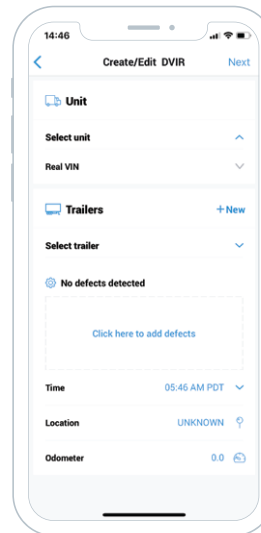 14:46
Create/Edit DVIR Next
Unit
Select unit
Real VIN
Trailers +New
Select trailer
No defects detected
Click here to add defects
Time 05:46 AM PDT
Location UNKNOWN
Odometer 0.0